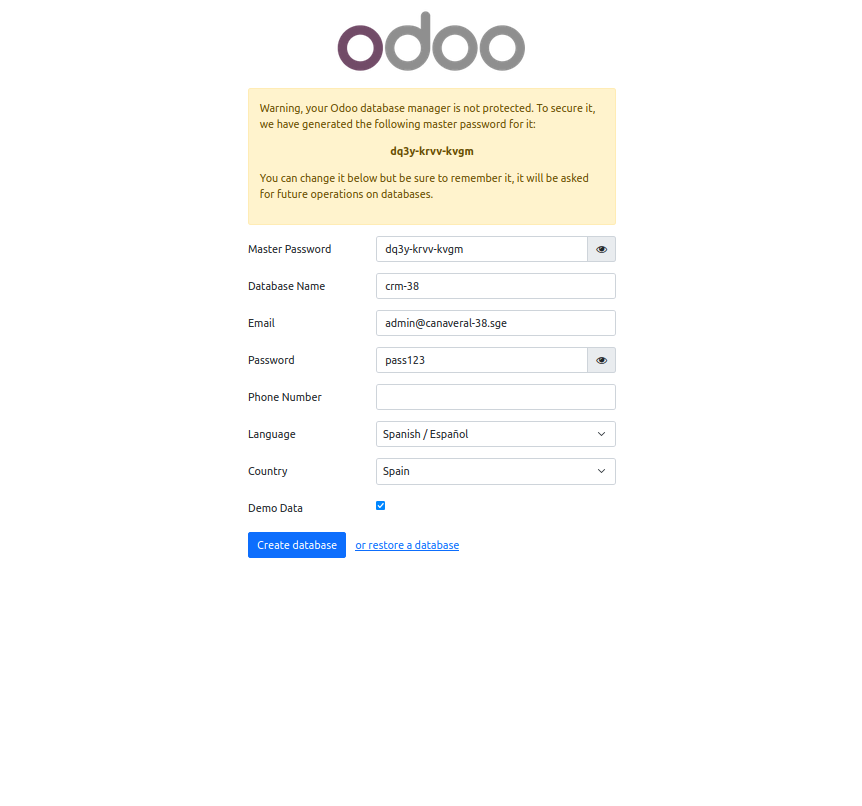 odoo
Warning, your Odoo database manager is not protected. To secure it,
we have generated the following master password for it:
dq3y-krvv-kvgm
You can change it below but be sure to remember it, it will be asked
for future operations on databases.
Master Password dq3y-krvv-kvgm
Database Name crm-38
Email admin@canaveral-38.sge
Password pass123
Phone Number
Language Spanish / Español
Country Spain
Demo Data
Create database or restore a database